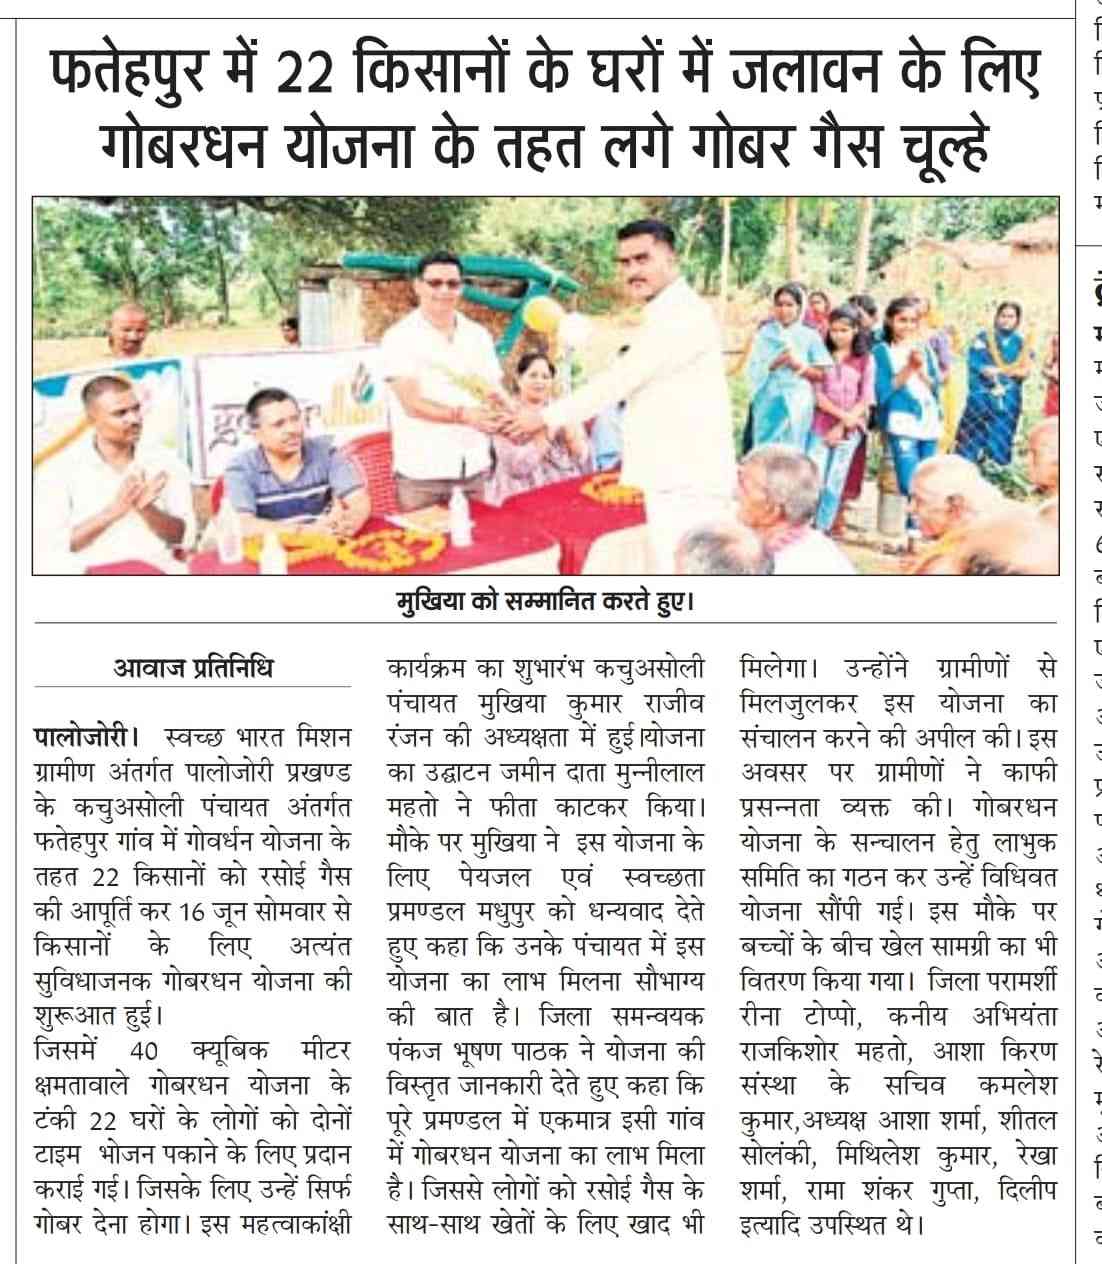 फतेहपुर में 22 किसानों के घरों में जलावन के लिए
गोबरधन योजना के तहत लगे गोबर गैस चूल्हे
मुखिया को सम्मानित करते हुए।
आवाज प्रतिनिधि
पालोजोरी। स्वच्छ भारत मिशन
ग्रामीण अंतर्गत पालोजोरी प्रखण्ड
के कचुअसोली पंचायत अंतर्गत
फतेहपुर गांव में गोवर्धन योजना के
तहत 22 किसानों को रसोई गैस
की आपूर्ति कर 16 जून सोमवार से
किसानों के लिए अत्यंत
सुविधाजनक गोबरधन योजना की
शुरूआत हुई।
जिसमें 40 क्यूबिक मीटर
क्षमतावाले गोबरधन योजना के
टंकी 22 घरों के लोगों को दोनों
टाइम भोजन पकाने के लिए प्रदान
कराई गई। जिसके लिए उन्हें सिर्फ
गोबर देना होगा। इस महत्वाकांक्षी
कार्यक्रम का शुभारंभ कचुअसोली
पंचायत मुखिया कुमार राजीव
रंजन की अध्यक्षता में हुई।योजना
का उद्घाटन जमीन दाता मुन्नीलाल
महतो ने फीता काटकर किया।
मौके पर मुखिया ने इस योजना के
लिए पेयजल एवं स्वच्छता
प्रमण्डल मधुपुर को धन्यवाद देते
हुए कहा कि उनके पंचायत में इस
योजना का लाभ मिलना सौभाग्य
की बात है। जिला समन्वयक
पंकज भूषण पाठक ने योजना की
विस्तृत जानकारी देते हुए कहा कि
पूरे प्रमण्डल में एकमात्र इसी गांव
में गोबरधन योजना का लाभ मिला
है। जिससे लोगों को रसोई गैस के
साथ-साथ खेतों के लिए खाद भी
मिलेगा। उन्होंने ग्रामीणों से
मिलजुलकर इस योजना का
संचालन करने की अपील की। इस
अवसर पर ग्रामीणों ने काफी
प्रसन्नता व्यक्त की। गोबरधन
योजना के सन्चालन हेतु लाभुक
समिति का गठन कर उन्हें विधिवत
योजना सौंपी गई। इस मौके पर
बच्चों के बीच खेल सामग्री का भी
वितरण किया गया। जिला परामर्शी
रीना टोप्पो, कनीय अभियंता
राजकिशोर महतो, आशा किरण
संस्था के सचिव कमलेश
कुमार,अध्यक्ष आशा शर्मा, शीतल
सोलंकी, मिथिलेश कुमार, रेखा
शर्मा, रामा शंकर गुप्ता, दिलीप
इत्यादि उपस्थित थे।